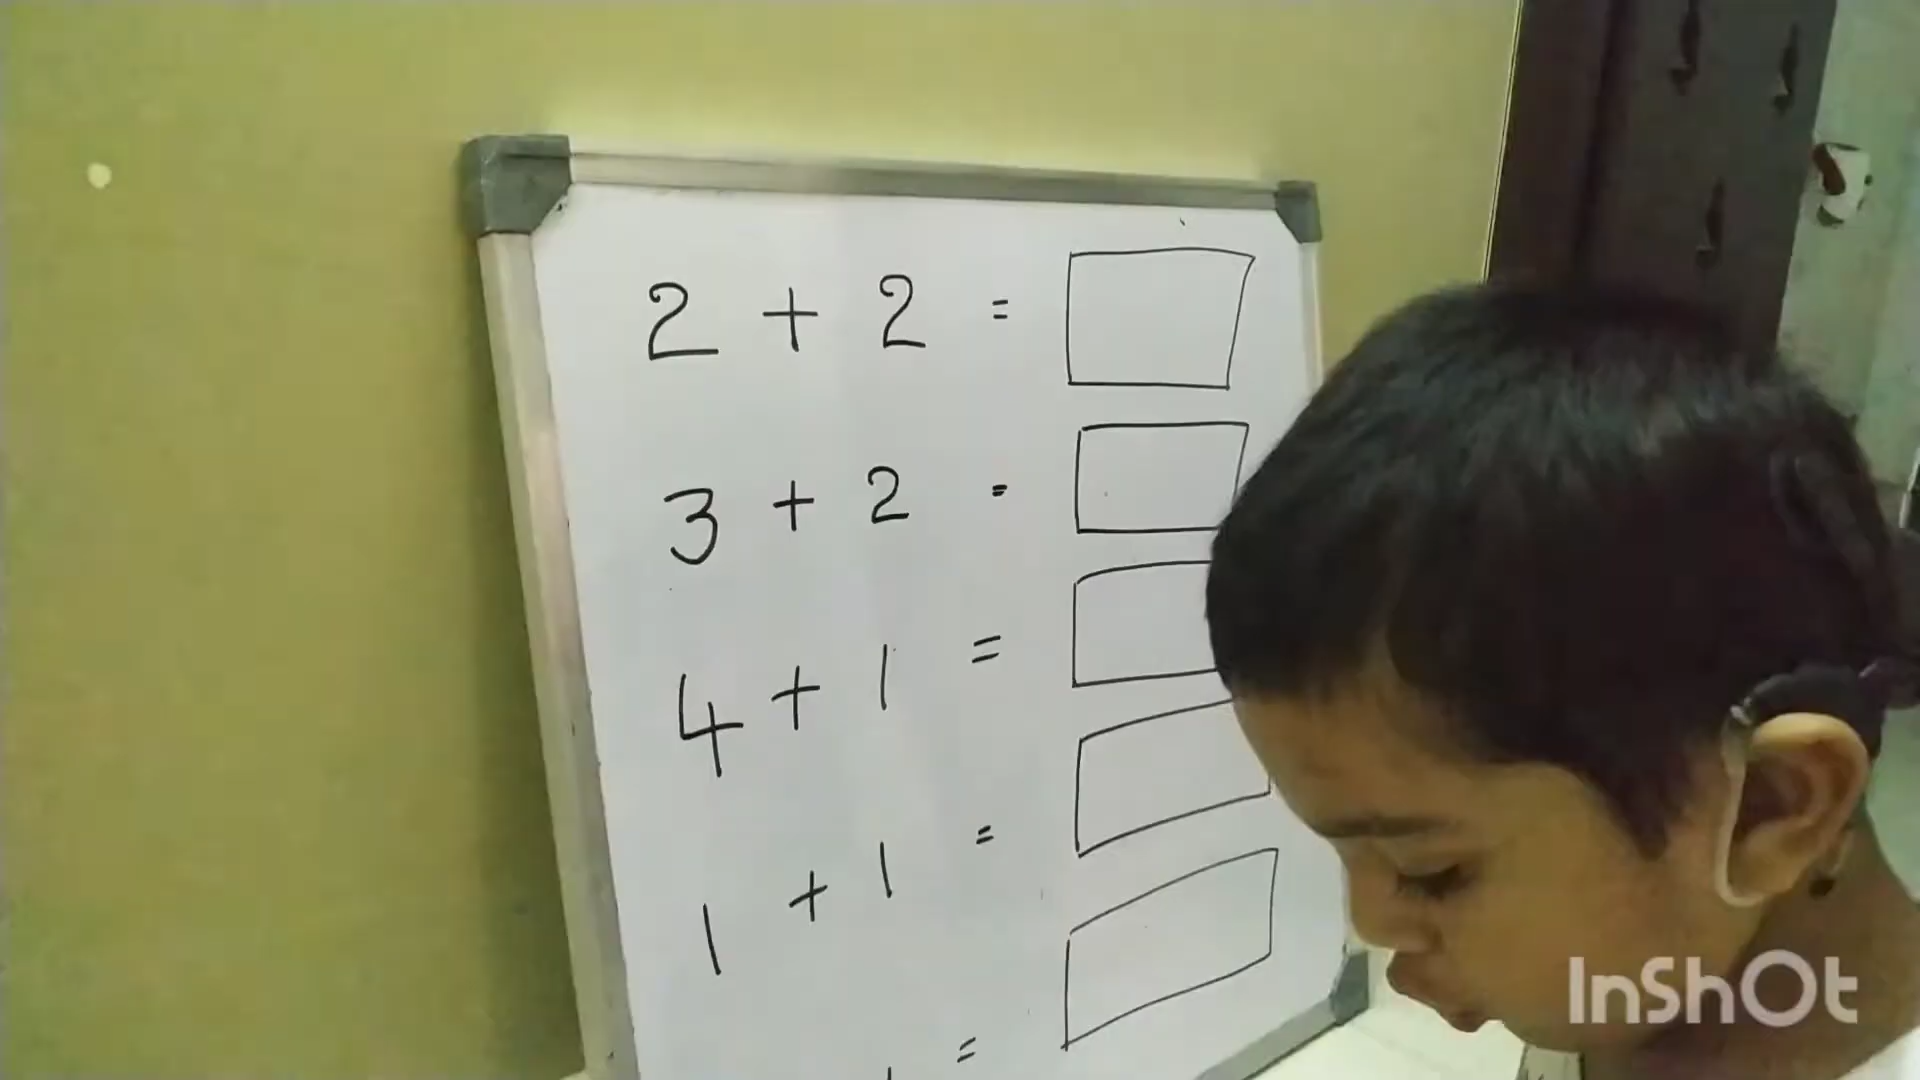 2 + 2 =
3 + 2 =
4 + 1 =
1 + 1 =
=
InShOt